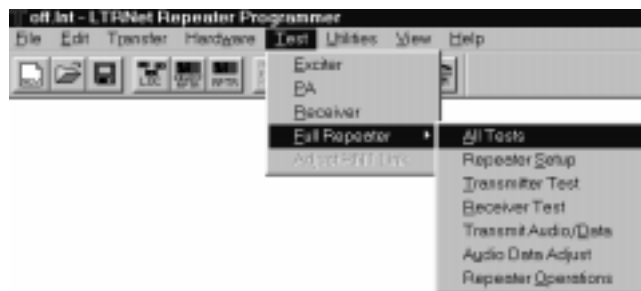 off.lnt - LTRNet Repeater Programmer
File Edit Transfer Hardware Test Utilities View Help
Exciter
PA
Receiver
Full Repeater
All Tests
Repeater Setup
Transmitter Test
Receiver Test
Transmit Audio/Data
Audio Data Adjust
Repeater Operations